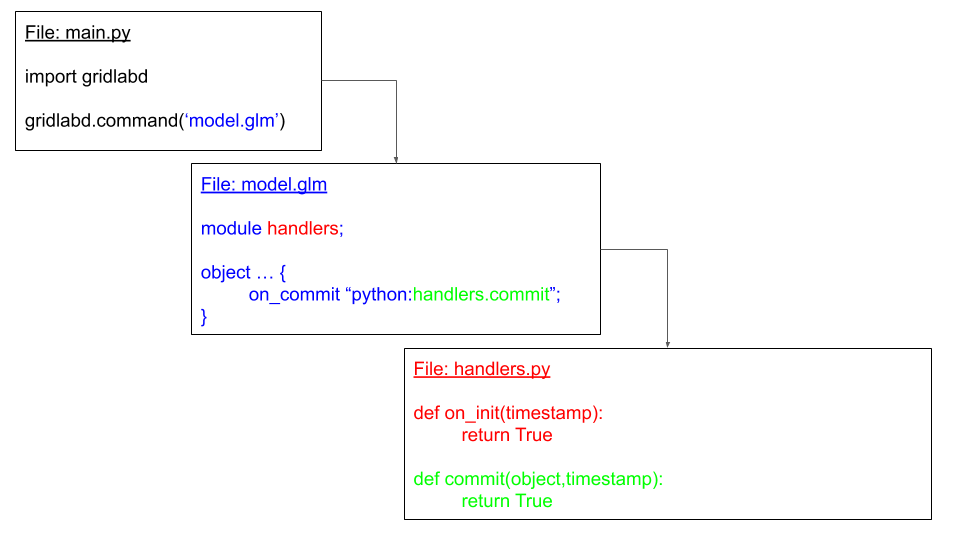 File: main.py
import gridlabd
gridlabd.command(‘model.glm’)
File: model.glm
module handlers;
object … {
on_commit “python:handlers.commit”;
}
File: handlers.py
def on_init(timestamp):
return True
def commit(object,timestamp):
return True